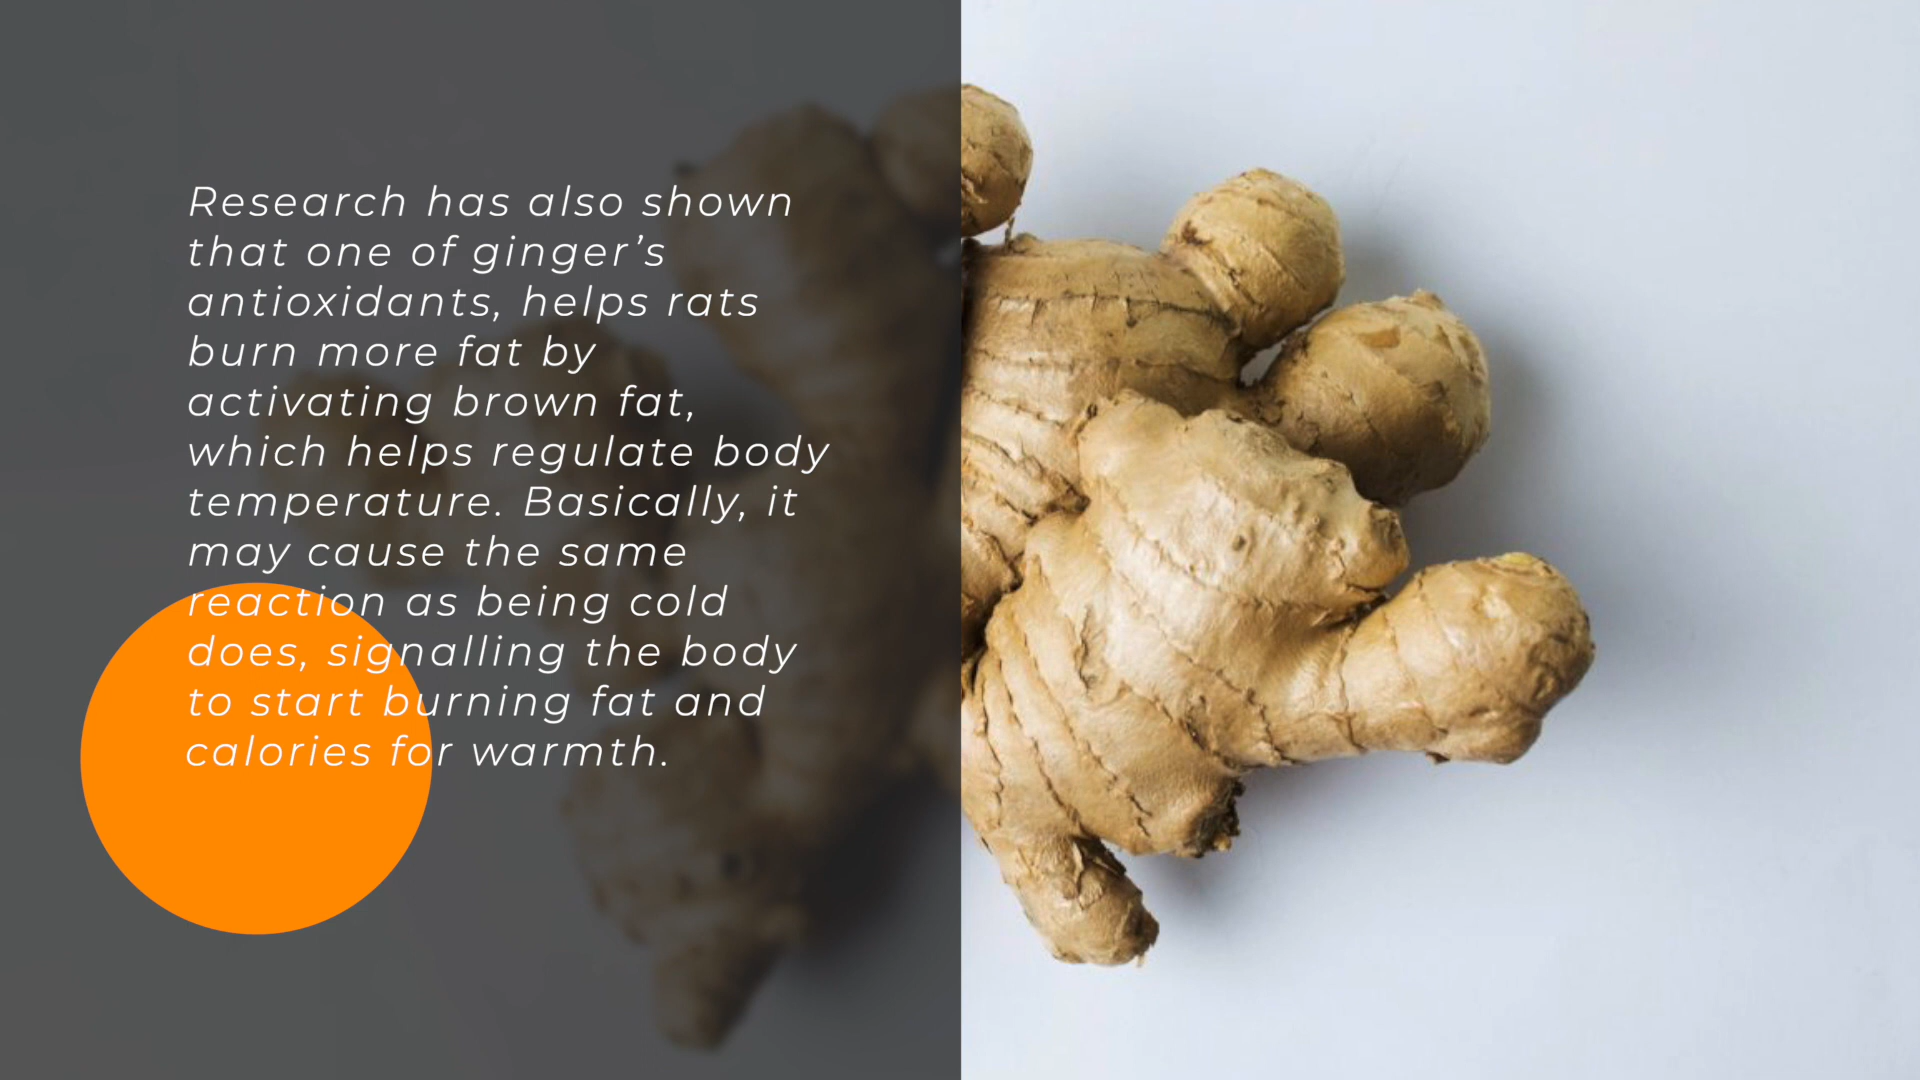 Research has also shown
that one of ginger’s
antioxidants, helps rats
burn more fat by
activating brown fat,
which helps regulate body
temperature. Basically, it
may cause the same
reaction as being cold
does, signalling the body
to start burning fat and
calories for warmth.